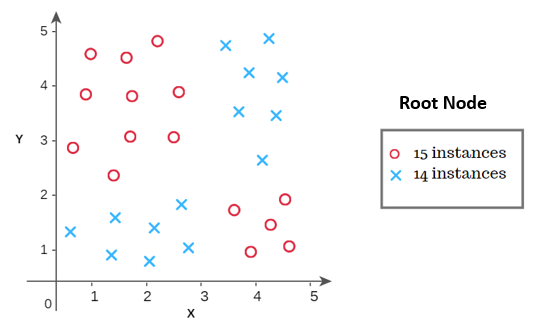 5
4
3
2
1
0
Y
1 2 3 4 5
X
Root Node
15 instances
14 instances